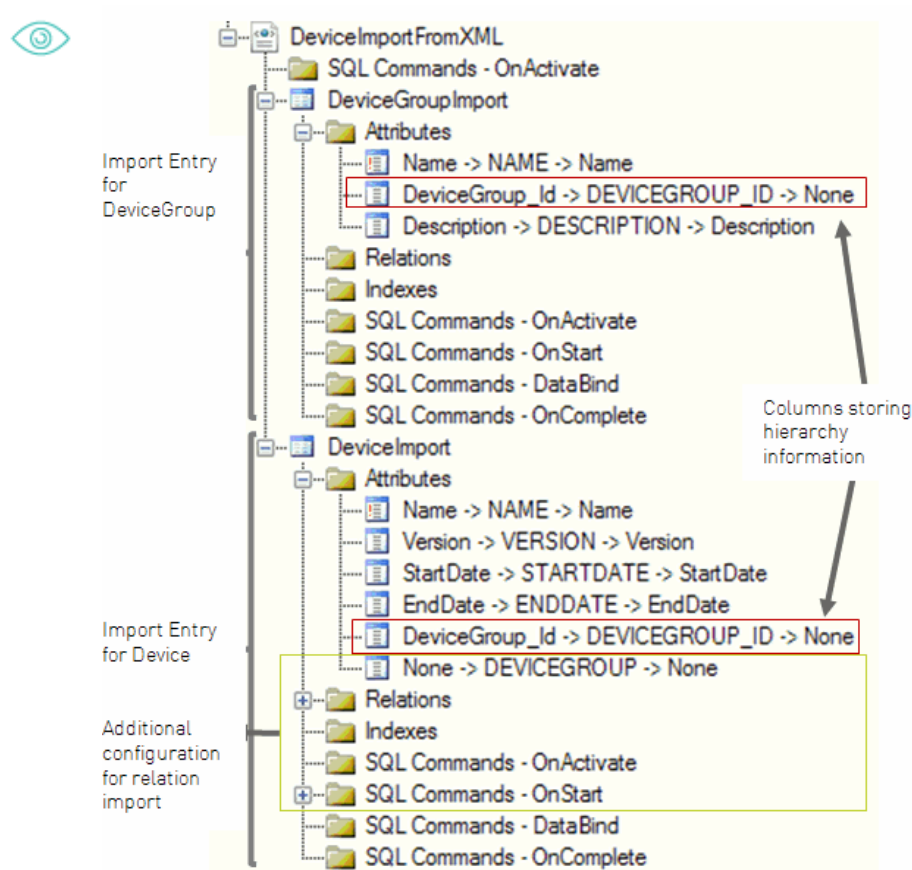 DeviceImportFromXML
SQL Commands - OnActivate
DeviceGroupImport
Attributes
Name -> NAME -> Name
DeviceGroup_Id -> DEVICEGROUP_ID -> None
Description -> DESCRIPTION -> Description
Relations
Indexes
SQL Commands - OnActivate
SQL Commands - OnStart
SQL Commands - DataBind
SQL Commands - OnComplete
Import Entry
for
DeviceGroup
Columns storing
hierarchy
information
DeviceImport
Attributes
Name -> NAME -> Name
Version -> VERSION -> Version
StartDate -> STARTDATE -> StartDate
EndDate -> ENDDATE -> EndDate
DeviceGroup_Id -> DEVICEGROUP_ID -> None
None -> DEVICEGROUP -> None
Relations
Indexes
SQL Commands - OnActivate
SQL Commands - OnStart
SQL Commands - DataBind
SQL Commands - OnComplete
Import Entry
for Device
Additional
configuration
for relation
import